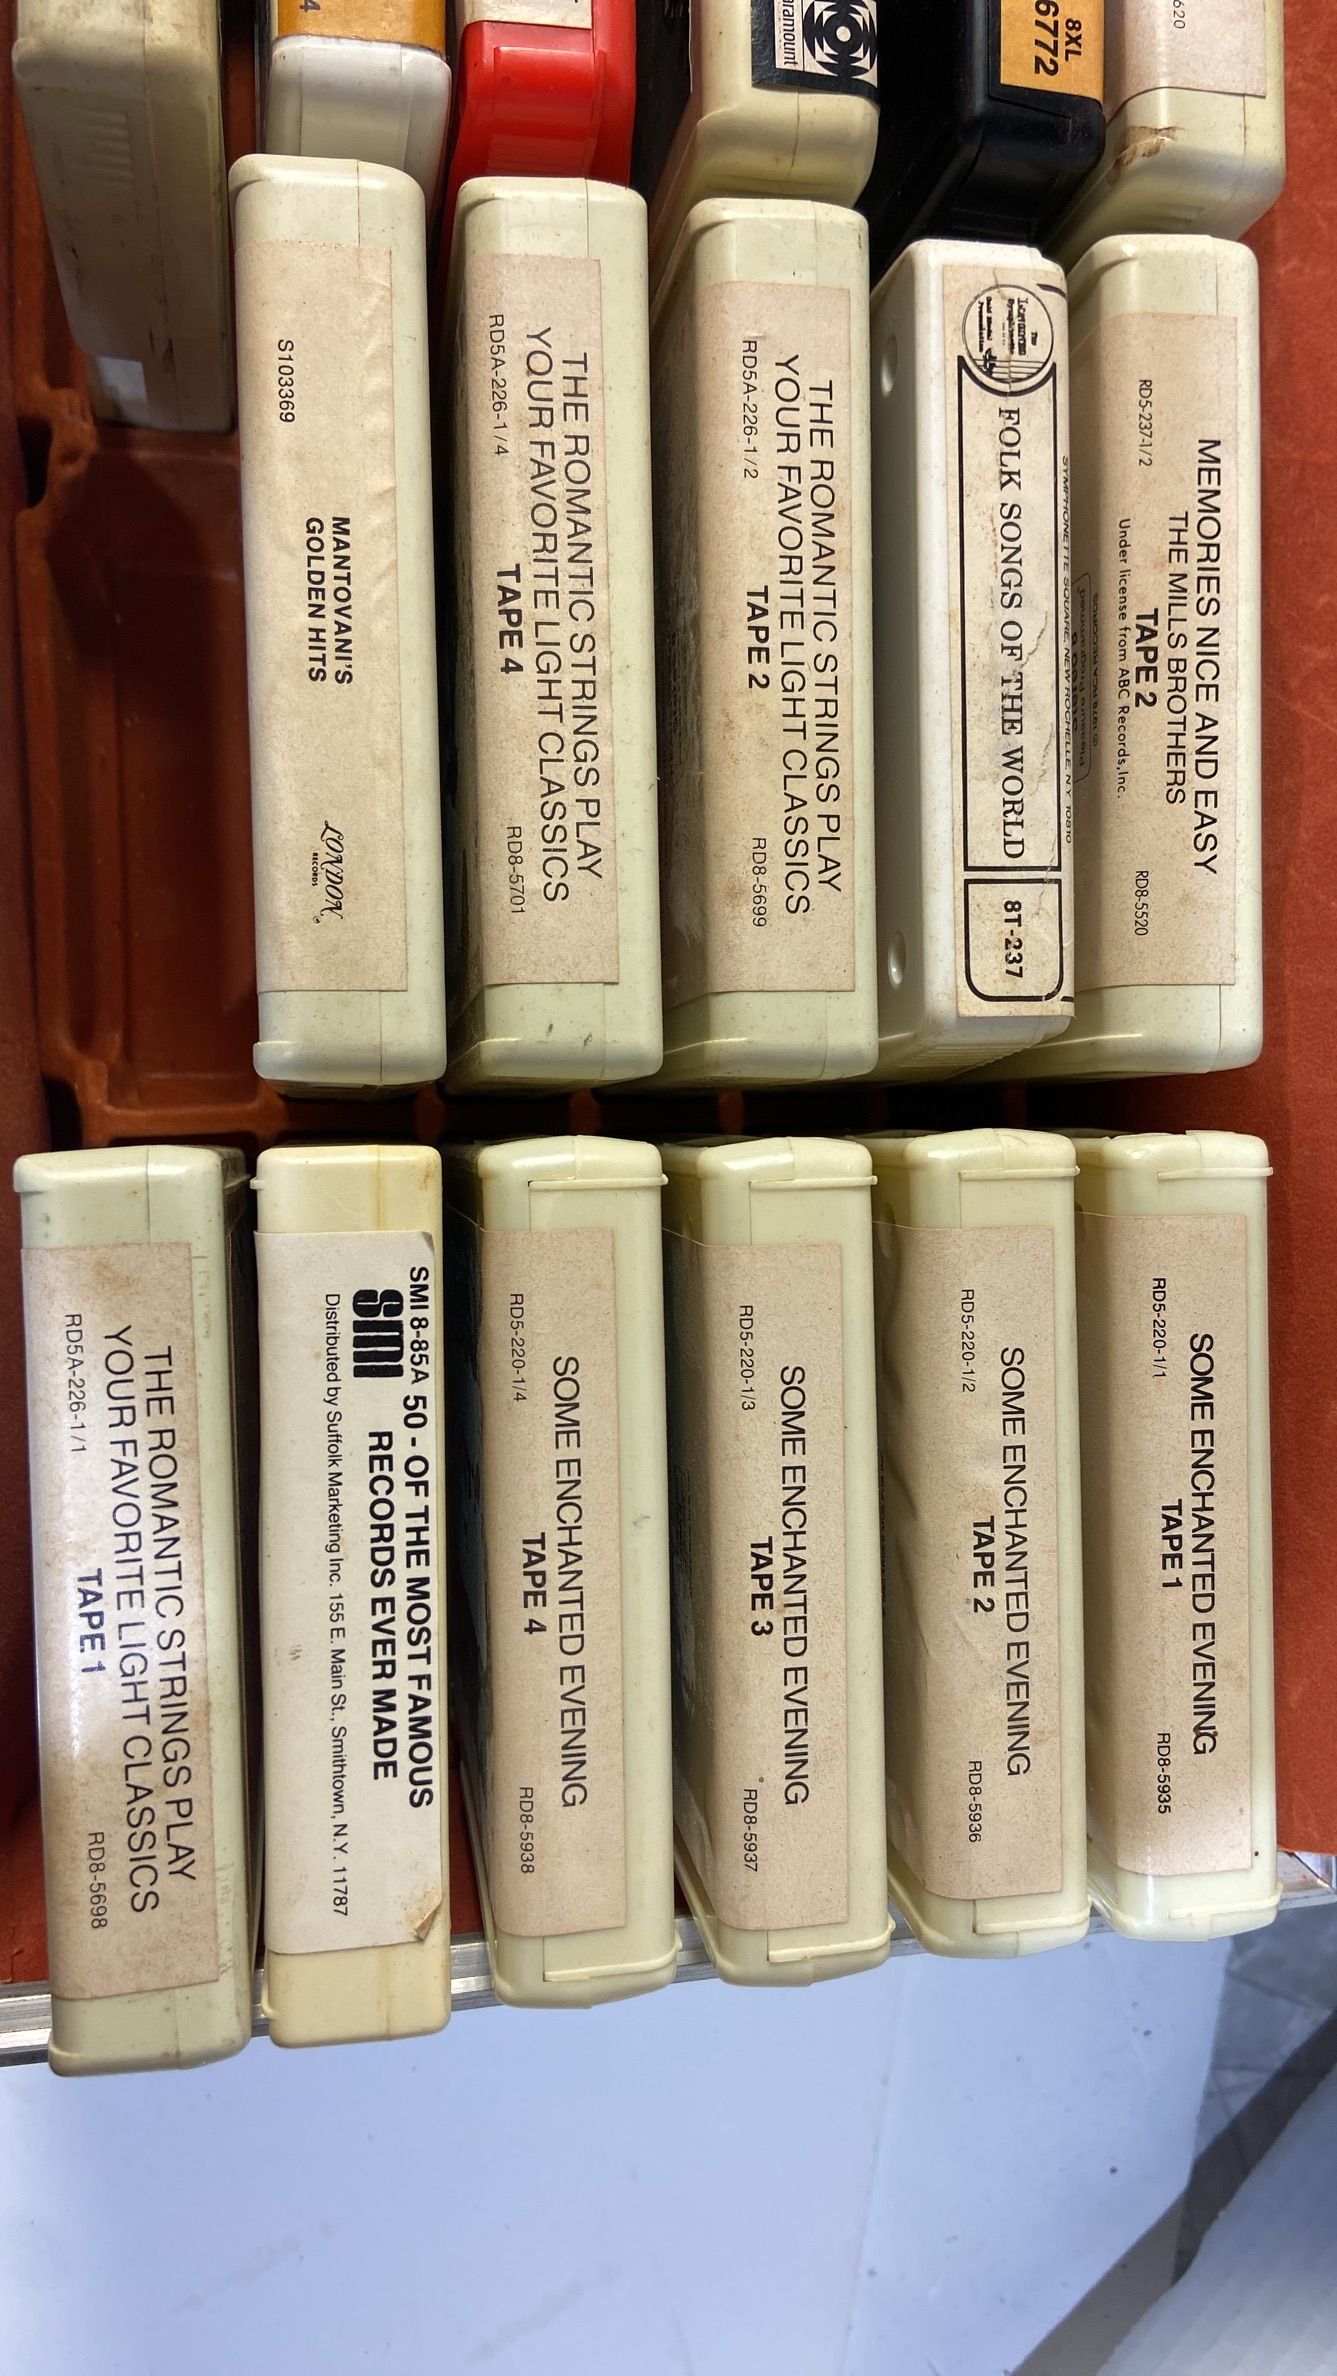 4
Paramount
8XL
6772
620
S103369
MANTOVANI'S
GOLDEN HITS
LONDON
RECORDS
THE ROMANTIC STRINGS PLAY
YOUR FAVORITE LIGHT CLASSICS
RD5A-226-1/4
TAPE 4
RD8-5701
THE ROMANTIC STRINGS PLAY
YOUR FAVORITE LIGHT CLASSICS
RD5A-226-1/2
TAPE 2
RD8-5699
The
Longines
Symphonette
FOLK SONGS OF THE WORLD
8T-237
SYMPHONETTE SQUARE, NEW ROCHELLE, N.Y. 10810
MEMORIES NICE AND EASY
THE MILLS BROTHERS
RD5-237-1/2
TAPE 2
RD8-5520
Under license from ABC Records, Inc.
THE ROMANTIC STRINGS PLAY
YOUR FAVORITE LIGHT CLASSICS
RD5A-226-1/1
TAPE 1
RD8-5698
SMI 8-85A 50 - OF THE MOST FAMOUS
RECORDS EVER MADE
SMI
Distributed by Suffolk Marketing Inc. 155 E. Main St., Smithtown, N.Y. 11787
SOME ENCHANTED EVENING
RD5-220-1/4
TAPE 4
RD8-5938
SOME ENCHANTED EVENING
RD5-220-1/3
TAPE 3
RD8-5937
SOME ENCHANTED EVENING
RD5-220-1/2
TAPE 2
RD8-5936
SOME ENCHANTED EVENING
RD5-220-1/1
TAPE 1
RD8-5935